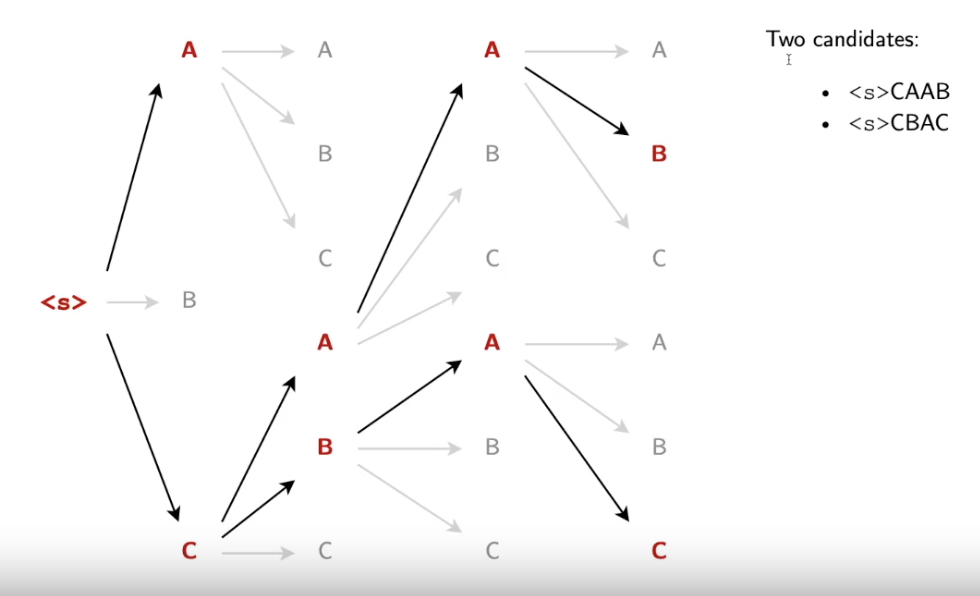 Two candidates:
• <s>CAAB
• <s>CBAC
A A A A
B B B
C C C
<s> B
A A A
B B B
C C C C